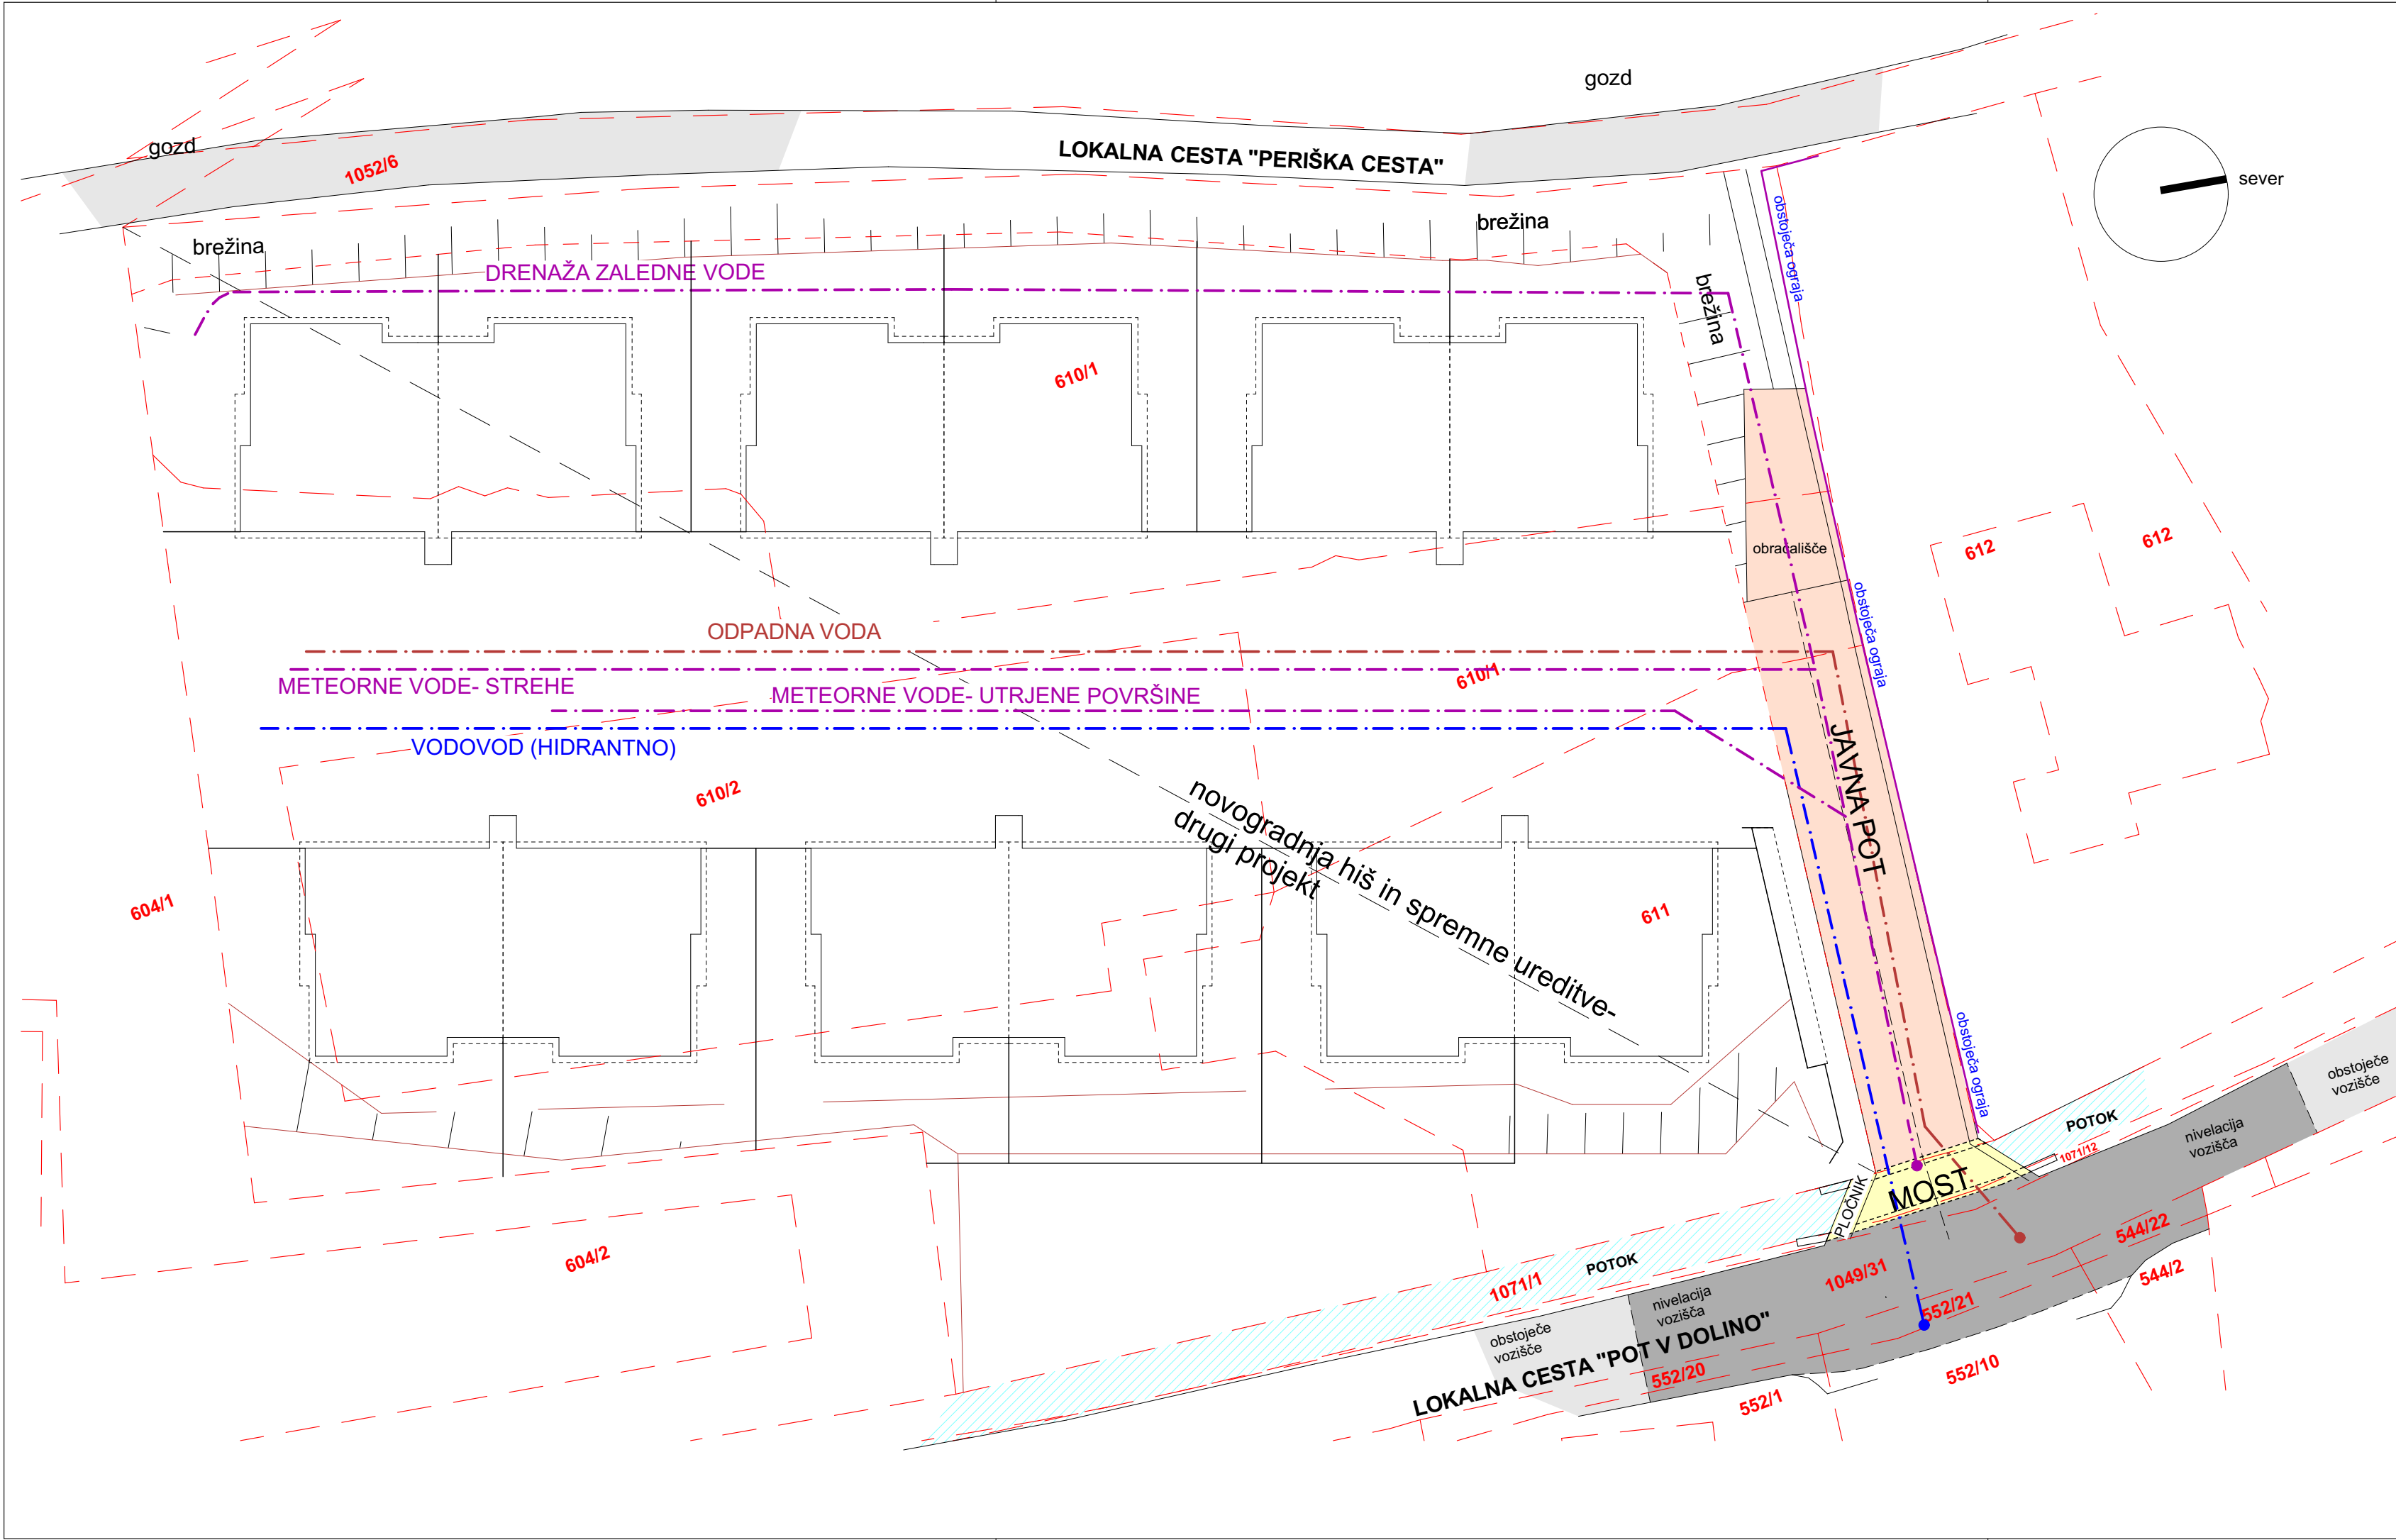 gozd
gozd
1052/6
LOKALNA CESTA "PERIŠKA CESTA"
sever
brežina
brežina
obstoječa ograja
DRENAŽA ZALEDNE VODE
brežina
610/1
obračališče
612
612
obstoječa ograja
ODPADNA VODA
METEORNE VODE- STREHE
METEORNE VODE- UTRJENE POVRŠINE
610/1
VODOVOD (HIDRANTNO)
JAVNA POT
610/2
novogradnja hiš in spremne ureditve-
drugi projekt
604/1
611
obstoječa ograja
obstoječe
vozišče
POTOK
nivelacija
vozišča
1071/12
MOST
PLOČNIK
544/22
604/2
POTOK
1071/1
1049/31
544/2
nivelacija
vozišča
552/21
obstoječe
vozišče
LOKALNA CESTA "POT V DOLINO"
552/20
552/10
552/1